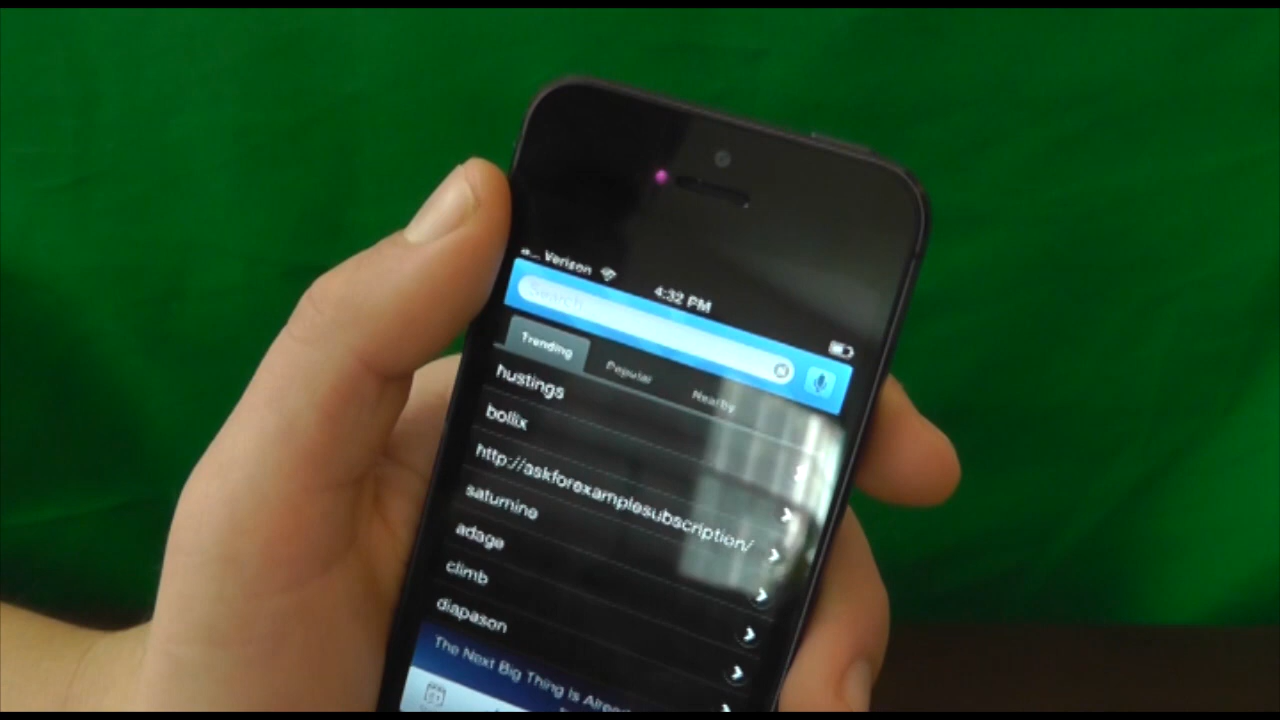 Verizon
4:32 PM
Search
Trending Popular Nearby
hustings
bollix
http://askforexamplesubscription/
saturnine
adage
climb
diapason
The Next Big Thing Is